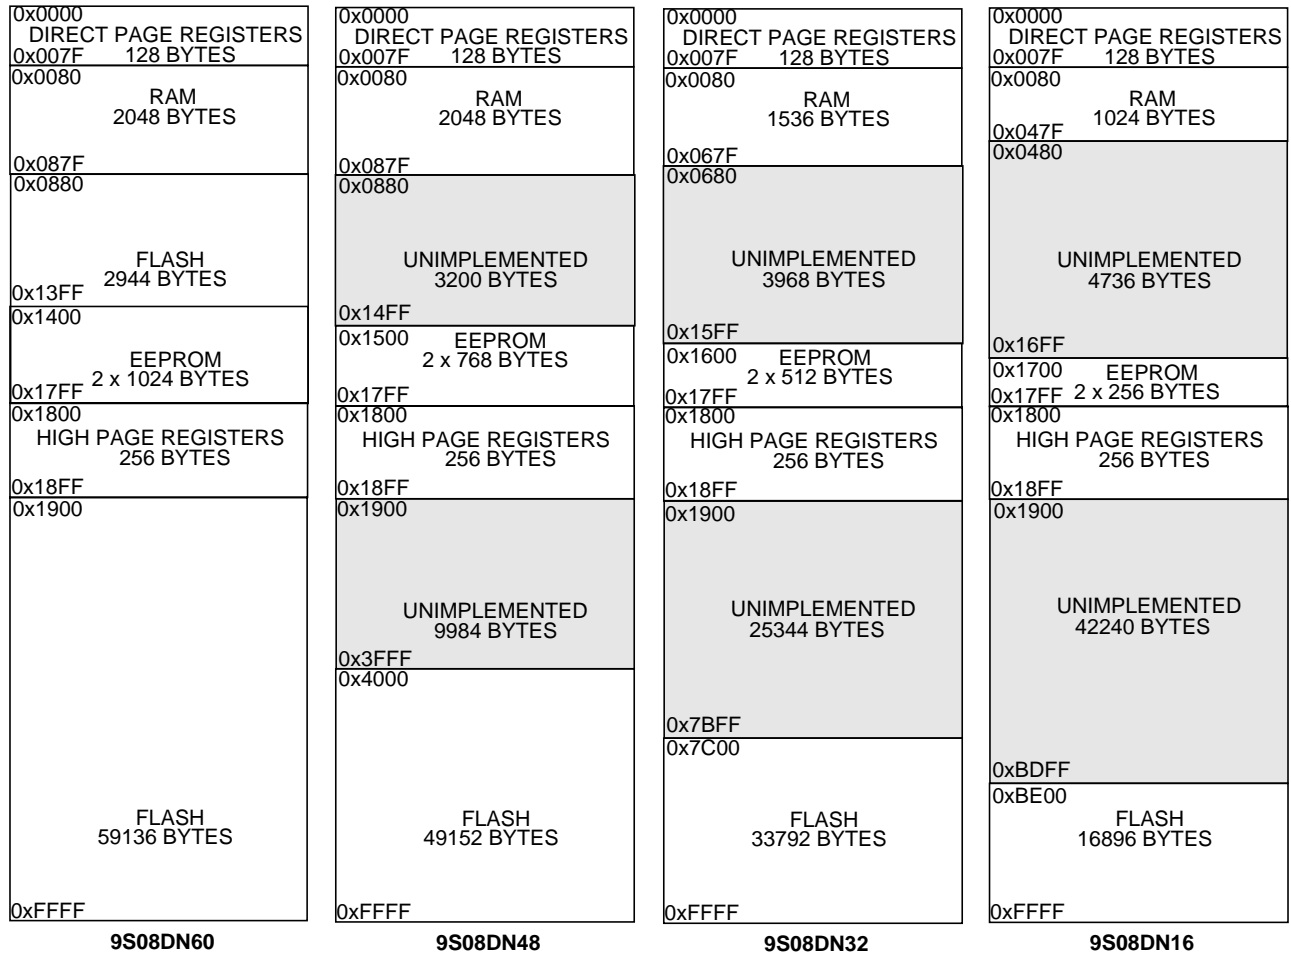 0x0000
DIRECT PAGE REGISTERS
0x007F 128 BYTES
0x0080
RAM
2048 BYTES
0x087F
0x0880
FLASH
2944 BYTES
0x13FF
0x1400
EEPROM
2 x 1024 BYTES
0x17FF
0x1800
HIGH PAGE REGISTERS
256 BYTES
0x18FF
0x1900
FLASH
59136 BYTES
0xFFFF
9S08DN60
0x0000
DIRECT PAGE REGISTERS
0x007F 128 BYTES
0x0080
RAM
2048 BYTES
0x087F
0x0880
UNIMPLEMENTED
3200 BYTES
0x14FF
0x1500 EEPROM
2 x 768 BYTES
0x17FF
0x1800
HIGH PAGE REGISTERS
256 BYTES
0x18FF
0x1900
UNIMPLEMENTED
9984 BYTES
0x3FFF
0x4000
FLASH
49152 BYTES
0xFFFF
9S08DN48
0x0000
DIRECT PAGE REGISTERS
0x007F 128 BYTES
0x0080
RAM
1536 BYTES
0x067F
0x0680
UNIMPLEMENTED
3968 BYTES
0x15FF
0x1600 EEPROM
2 x 512 BYTES
0x17FF
0x1800
HIGH PAGE REGISTERS
256 BYTES
0x18FF
0x1900
UNIMPLEMENTED
25344 BYTES
0x7BFF
0x7C00
FLASH
33792 BYTES
0xFFFF
9S08DN32
0x0000
DIRECT PAGE REGISTERS
0x007F 128 BYTES
0x0080
RAM
1024 BYTES
0x047F
0x0480
UNIMPLEMENTED
4736 BYTES
0x16FF
0x1700 EEPROM
0x17FF 2 x 256 BYTES
0x1800
HIGH PAGE REGISTERS
256 BYTES
0x18FF
0x1900
UNIMPLEMENTED
42240 BYTES
0xBDFF
0xBE00
FLASH
16896 BYTES
0xFFFF
9S08DN16